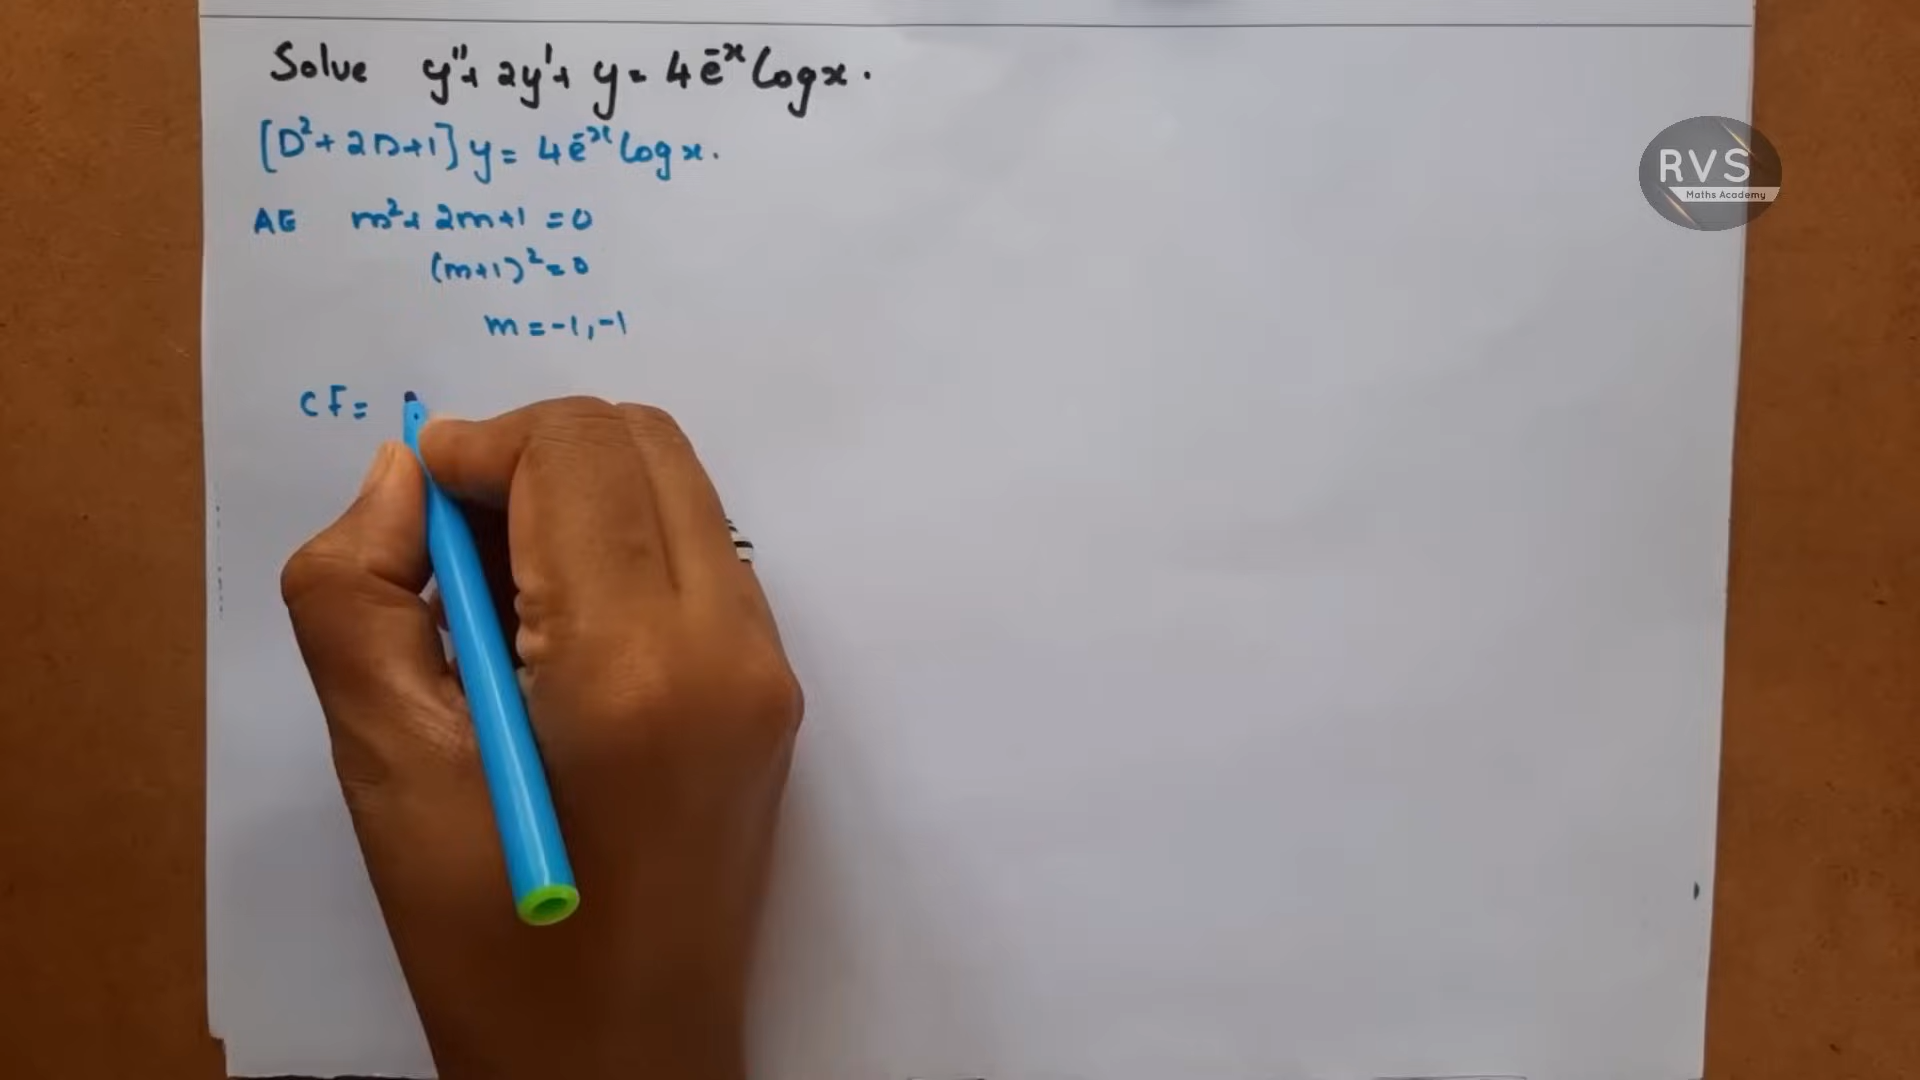 Solve y'' + 2y' + y = 4e^-x log x.
[D² + 2D + 1] y = 4e^-x log x.
AE m² + 2m + 1 = 0
(m+1)² = 0
m = -1, -1
CF =
RVS
Maths Academy